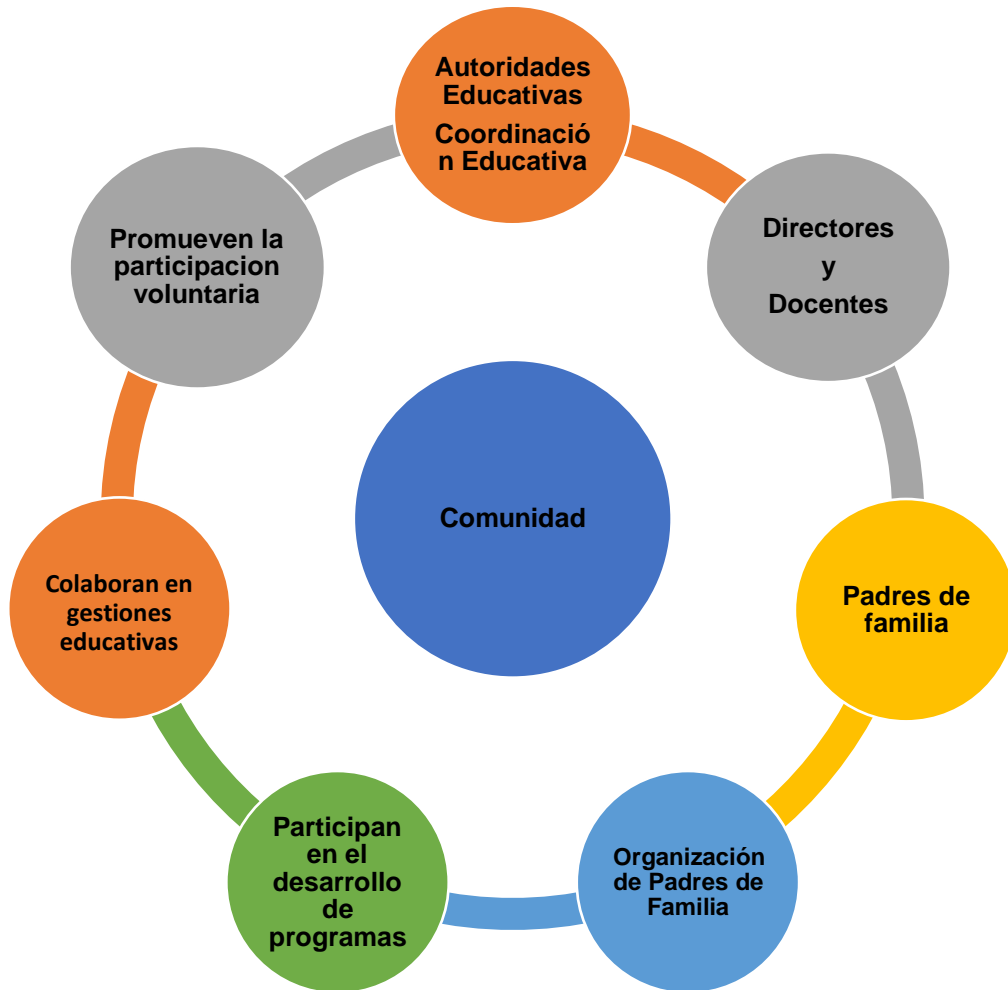 Autoridades
Educativas
Coordinació
n Educativa
Directores
y
Docentes
Padres de
familia
Organización
de Padres de
Familia
Participan
en el
desarrollo
de
programas
Colaboran en
gestiones
educativas
Promueven la
participacion
voluntaria
Comunidad